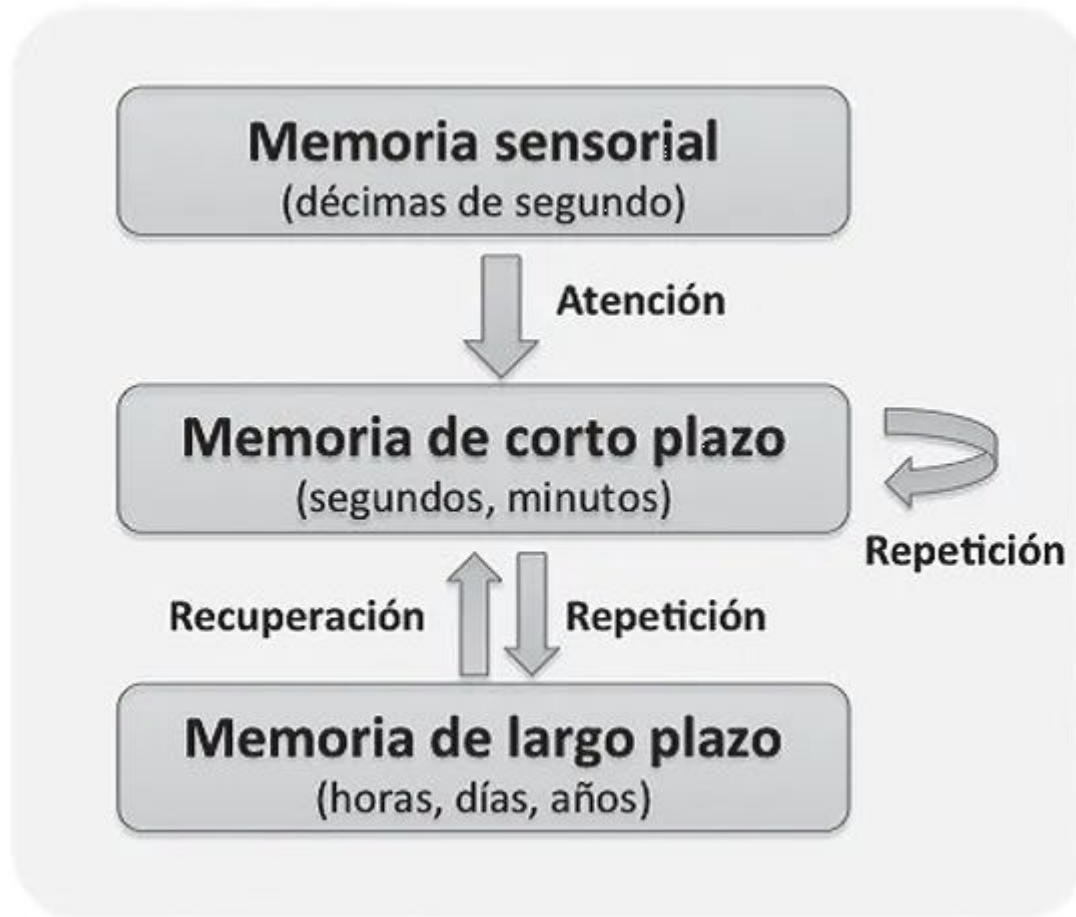 Memoria sensorial
(décimas de segundo)
Atención
Memoria de corto plazo
(segundos, minutos)
Repetición
Recuperación
Repetición
Memoria de largo plazo
(horas, días, años)